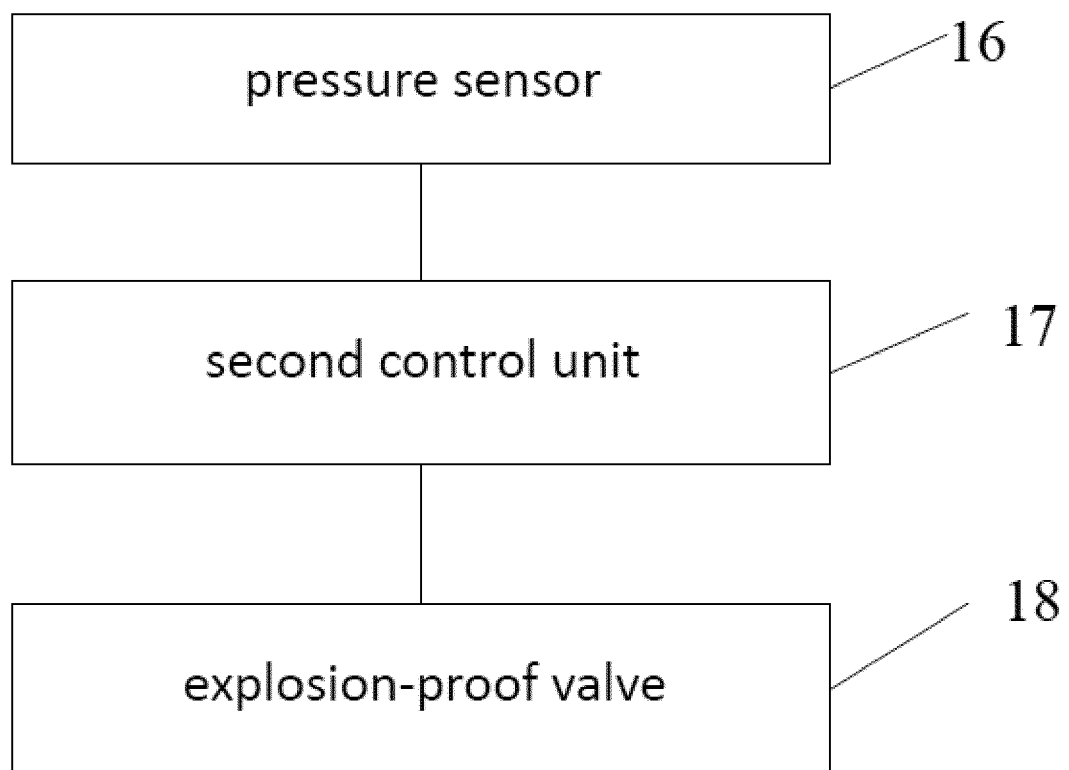 pressure sensor
16
second control unit
17
explosion-proof valve
18